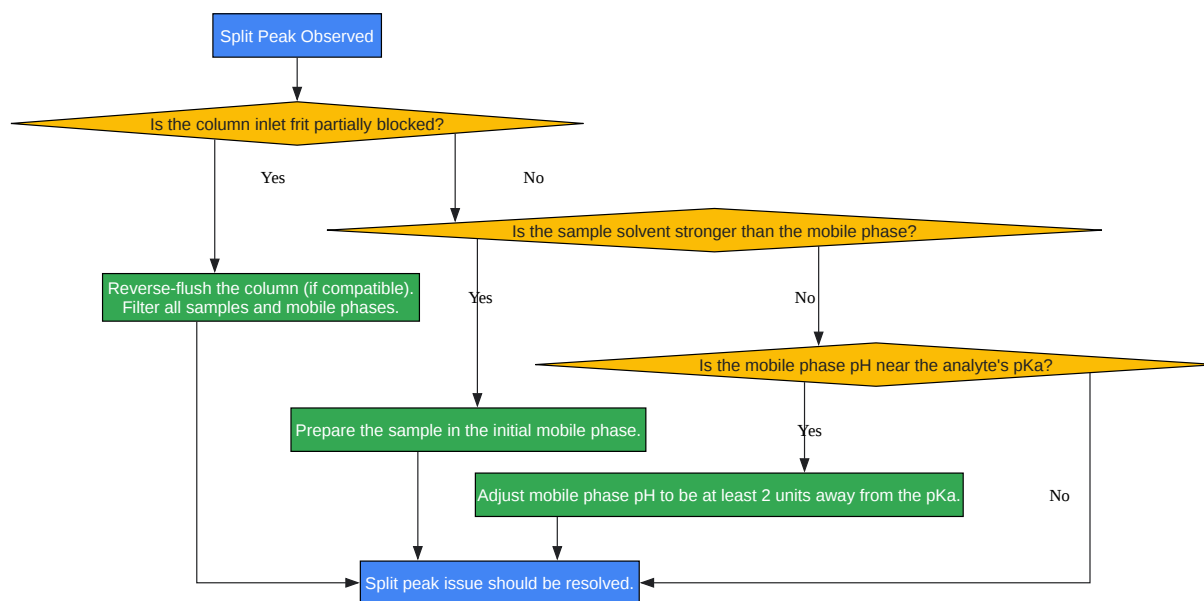 Split Peak Observed
Is the column inlet frit partially blocked?
Yes
No
Is the sample solvent stronger than the mobile phase?
Reverse-flush the column (if compatible).
Filter all samples and mobile phases.
Yes
No
Is the mobile phase pH near the analyte's pKa?
Prepare the sample in the initial mobile phase.
Yes
Adjust mobile phase pH to be at least 2 units away from the pKa.
No
Split peak issue should be resolved.